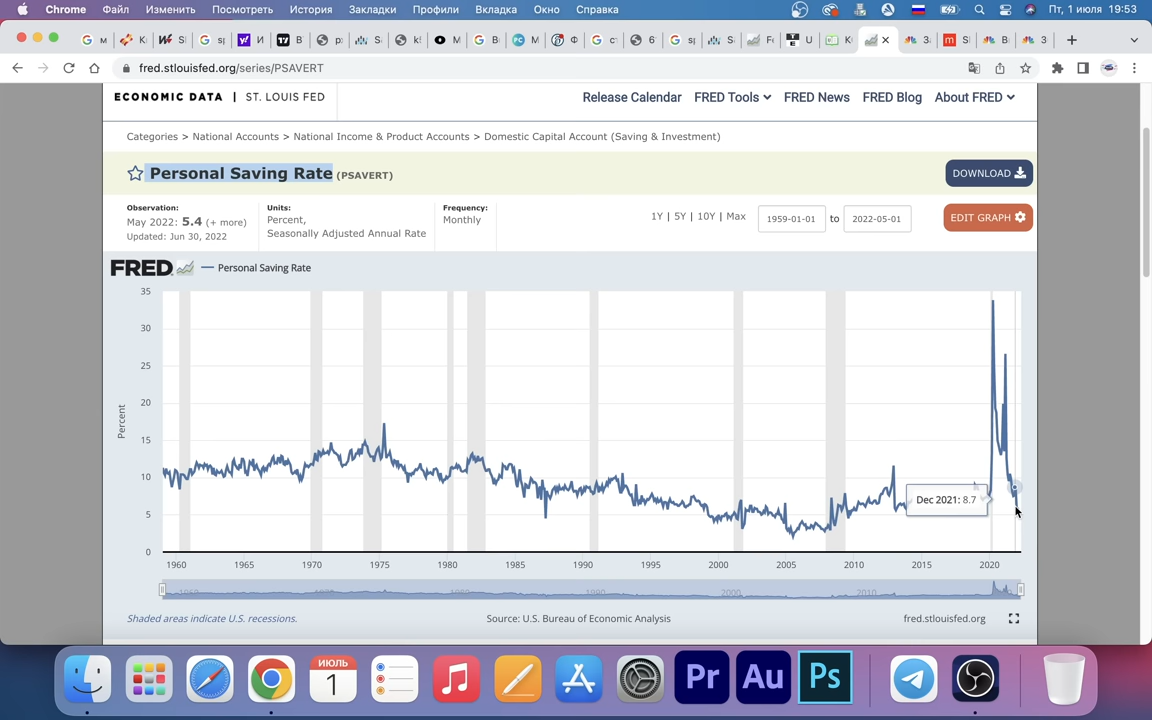 Chrome Файл Изменить Посмотреть История Закладки Профили Вкладка Окно Справка Пт, 1 июля 19:53
fred.stlouisfed.org/series/PSAVERT
ECONOMIC DATA | ST. LOUIS FED
Release Calendar FRED Tools FRED News FRED Blog About FRED
Categories > National Accounts > National Income & Product Accounts > Domestic Capital Account (Saving & Investment)
Personal Saving Rate (PSAVERT)
DOWNLOAD
Observation:
May 2022: 5.4 (+ more)
Updated: Jun 30, 2022
Units:
Percent,
Seasonally Adjusted Annual Rate
Frequency:
Monthly
1Y | 5Y | 10Y | Max
1959-01-01 to 2022-05-01
EDIT GRAPH
FRED Personal Saving Rate
35
30
25
20
15
10
5
0
Percent
Dec 2021: 8.7
1960 1965 1970 1975 1980 1985 1990 1995 2000 2005 2010 2015 2020
1990 2000 2010
Shaded areas indicate U.S. recessions.
Source: U.S. Bureau of Economic Analysis
fred.stlouisfed.org
ИЮЛЬ
1
Pr
Au
Ps